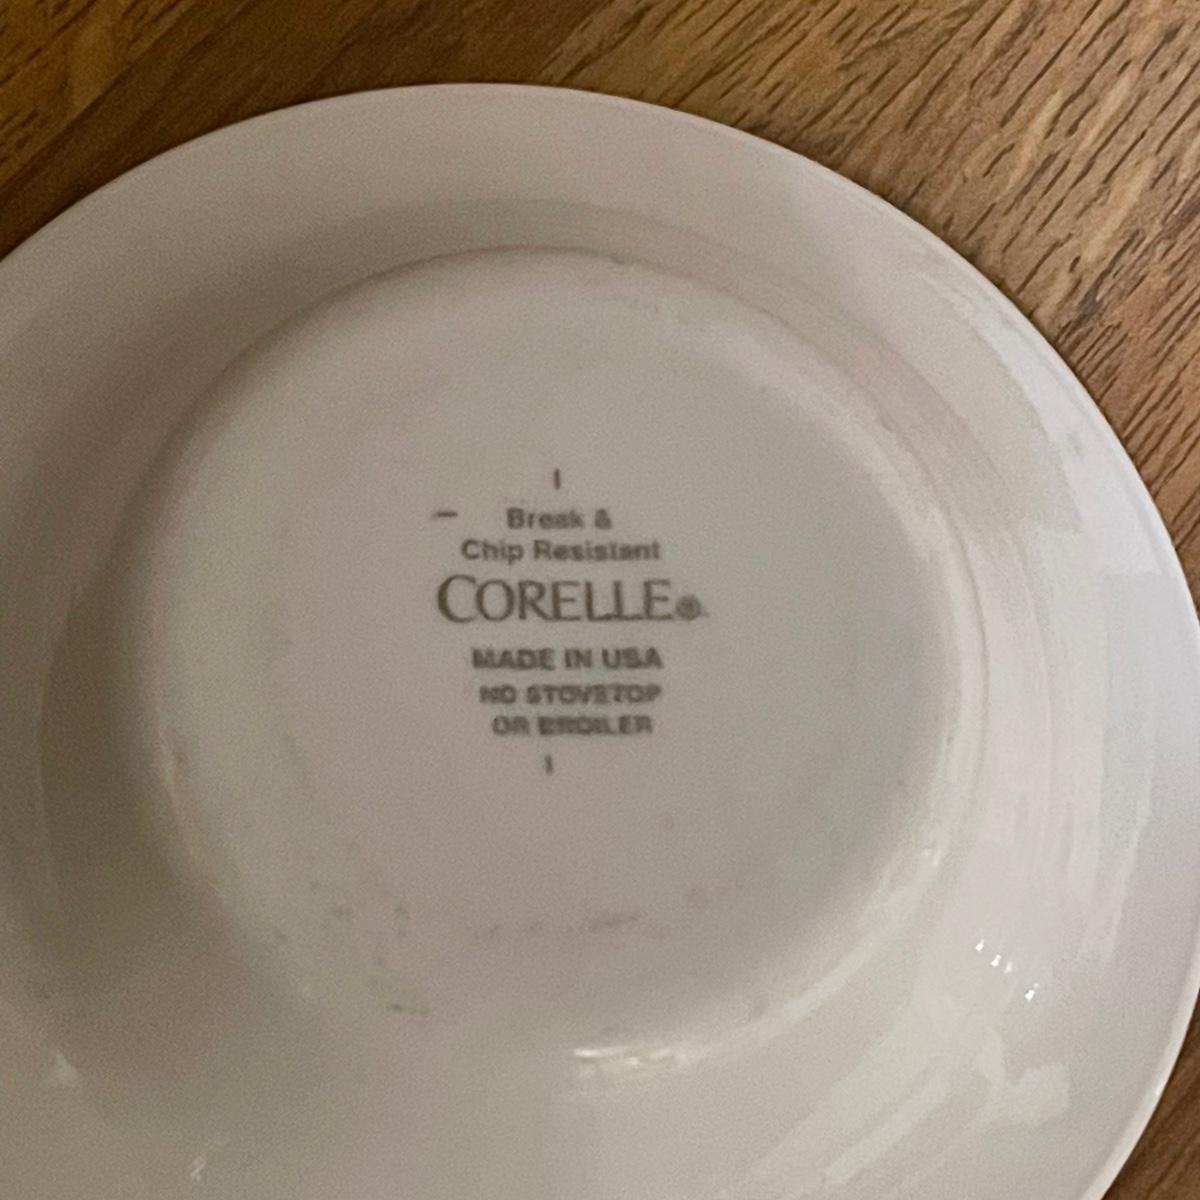 Break &
Chip Resistant
CORELLE®
MADE IN USA
NO STOVETOP
OR BROILER